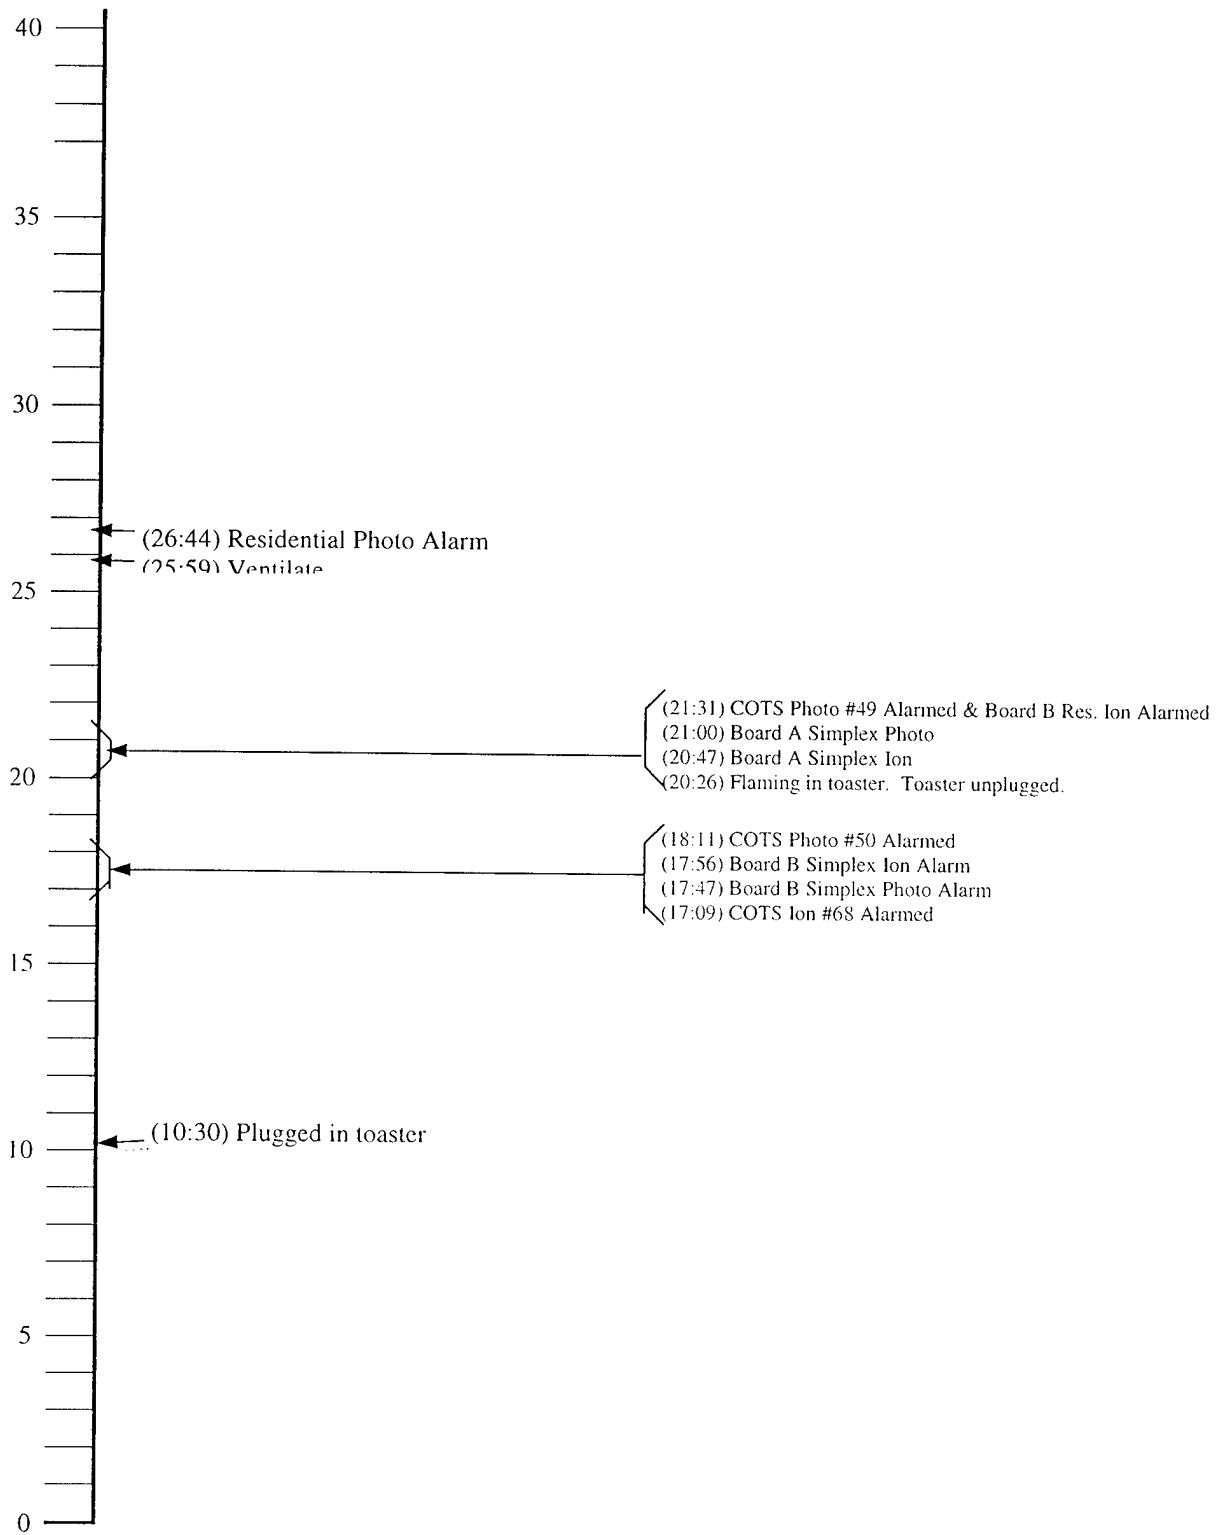 40
35
30
(26:44) Residential Photo Alarm
(25:59) Ventilate
25
(21:31) COTS Photo #49 Alarmed & Board B Res. Ion Alarmed
(21:00) Board A Simplex Photo
(20:47) Board A Simplex Ion
20
(20:26) Flaming in toaster. Toaster unplugged.
(18:11) COTS Photo #50 Alarmed
(17:56) Board B Simplex Ion Alarm
(17:47) Board B Simplex Photo Alarm
(17:09) COTS Ion #68 Alarmed
15
(10:30) Plugged in toaster
10
5
0